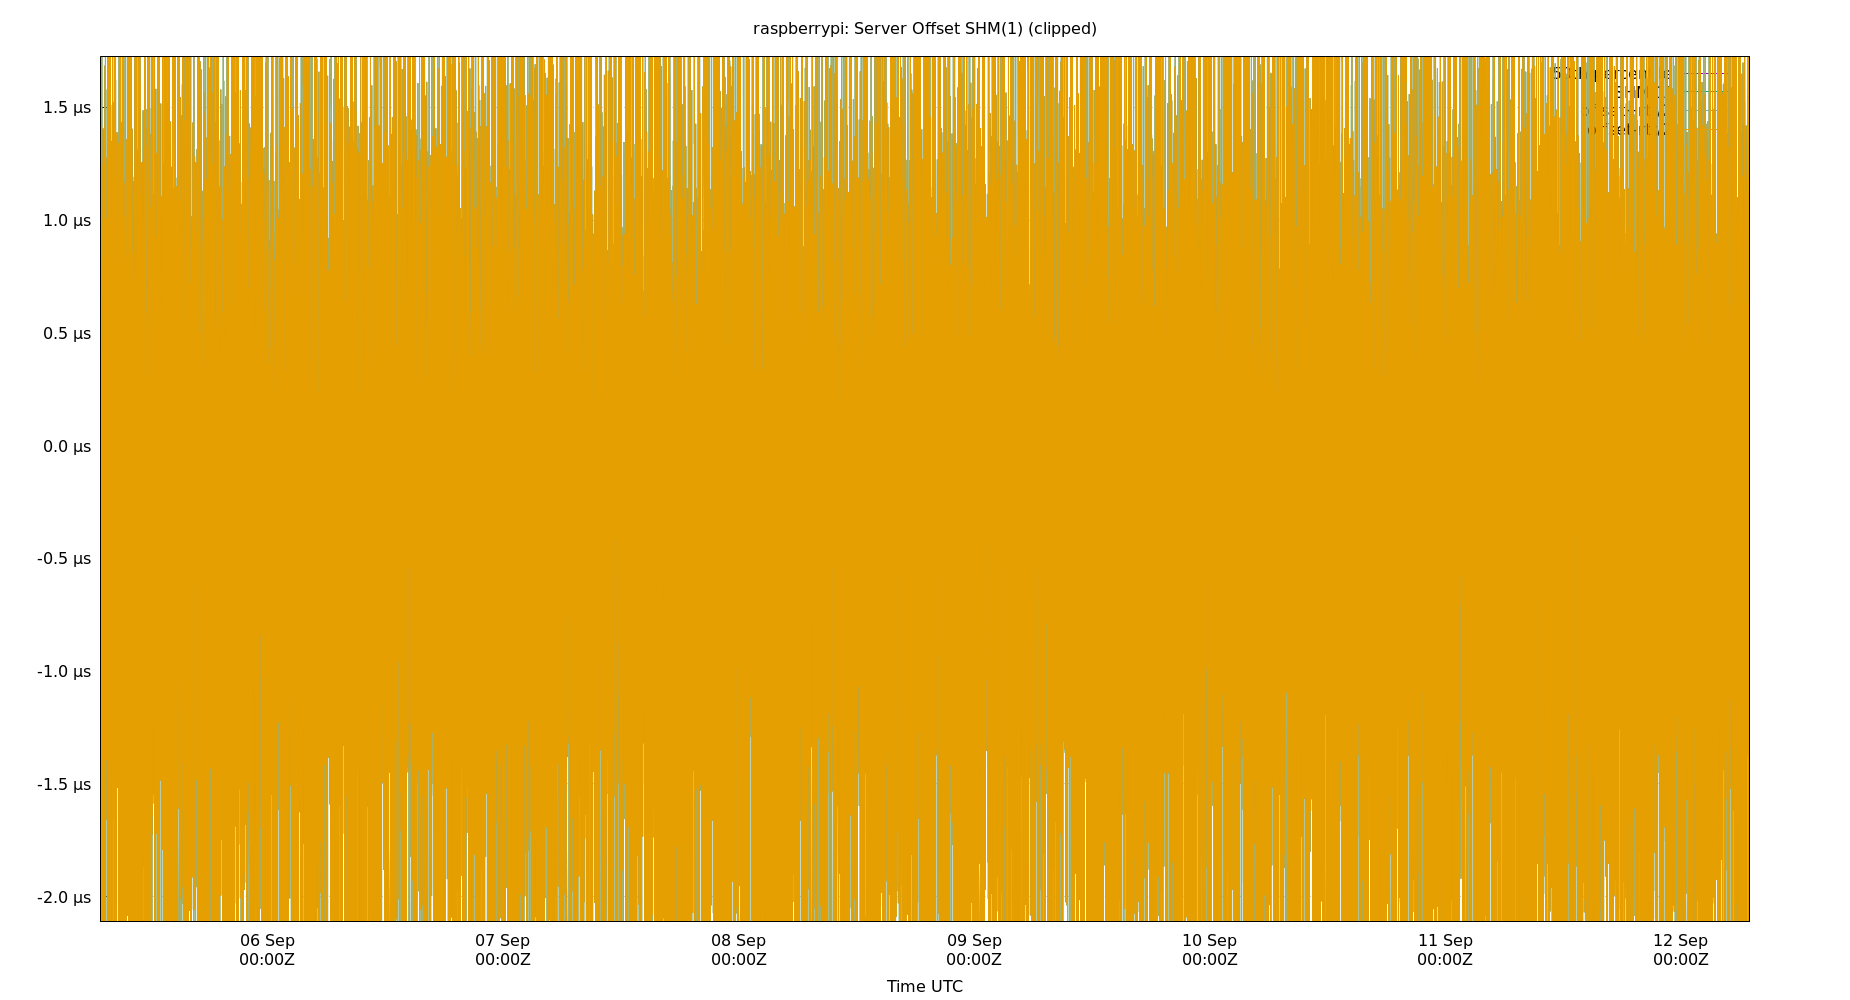 raspberrypi: Server Offset SHM(1) (clipped)
1.5 µs
1.0 µs
0.5 µs
0.0 µs
-0.5 µs
-1.0 µs
-1.5 µs
-2.0 µs
06 Sep
00:00Z
07 Sep
00:00Z
08 Sep
00:00Z
09 Sep
00:00Z
10 Sep
00:00Z
11 Sep
00:00Z
12 Sep
00:00Z
Time UTC